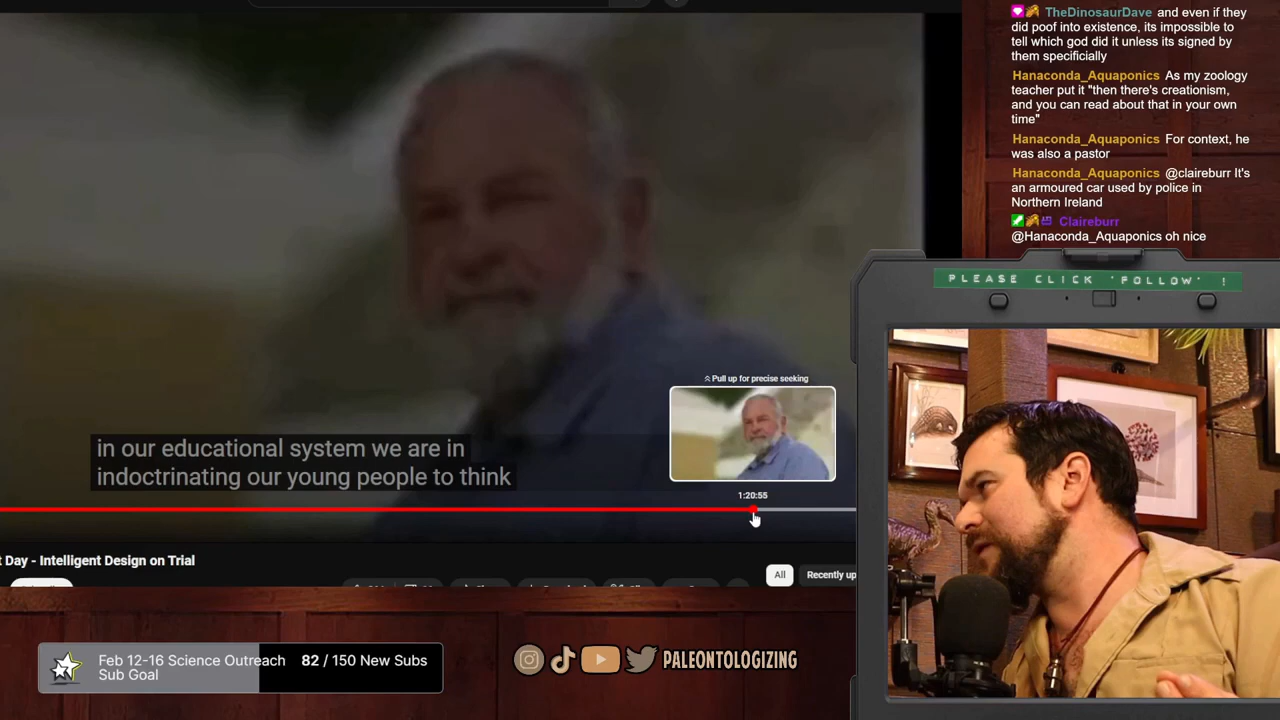 TheDinosaurDave and even if they
did poof into existence, its impossible to
tell which god did it unless its signed by
them specificially
Hanaconda_Aquaponics As my zoology
teacher put it "then there's creationism,
and you can read about that in your own
time"
Hanaconda_Aquaponics For context, he
was also a pastor
Hanaconda_Aquaponics @claireburr It's
an armoured car used by police in
Northern Ireland
Claireburr
@Hanaconda_Aquaponics oh nice
PLEASE CLICK 'FOLLOW' !
Pull up for precise seeking
in our educational system we are in
indoctrinating our young people to think
1:20:55
Day - Intelligent Design on Trial
All
Recently up
Feb 12-16 Science Outreach 82 / 150 New Subs
Sub Goal
PALEONTOLOGIZING